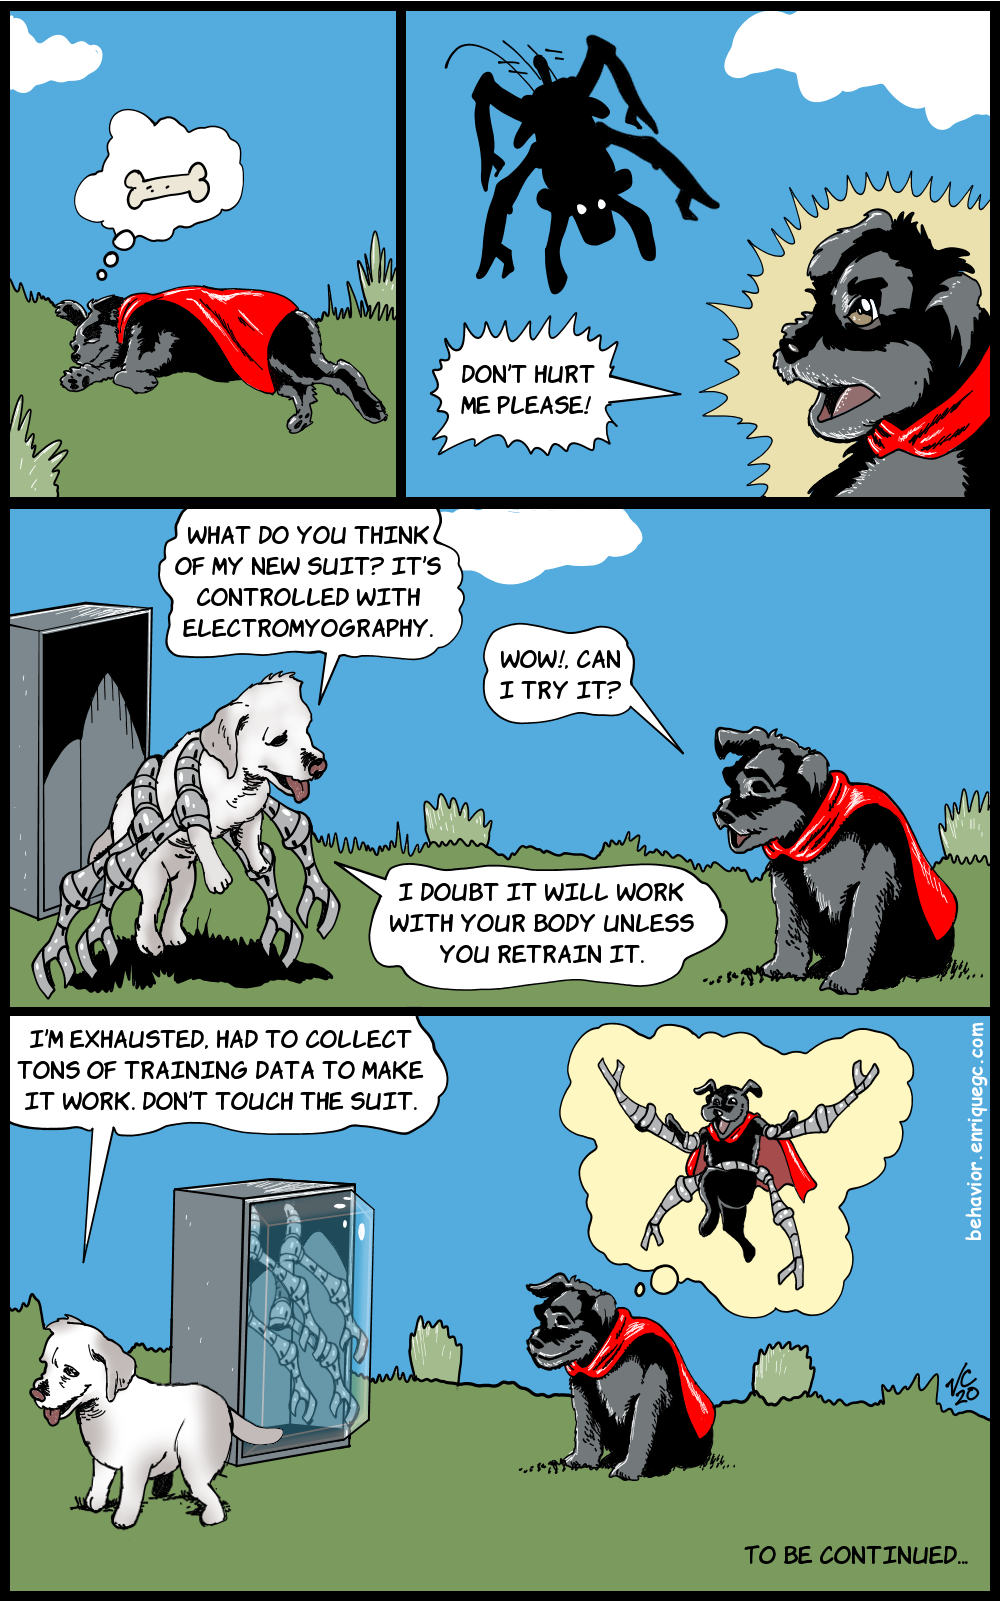 DON'T HURT
ME PLEASE!
WHAT DO YOU THINK
OF MY NEW SUIT? IT'S
CONTROLLED WITH
ELECTROMYOGRAPHY.
WOW!, CAN
I TRY IT?
I DOUBT IT WILL WORK
WITH YOUR BODY UNLESS
YOU RETRAIN IT.
I'M EXHAUSTED, HAD TO COLLECT
TONS OF TRAINING DATA TO MAKE
IT WORK. DON'T TOUCH THE SUIT.
behavior.enriquegc.com
VC
20
TO BE CONTINUED...